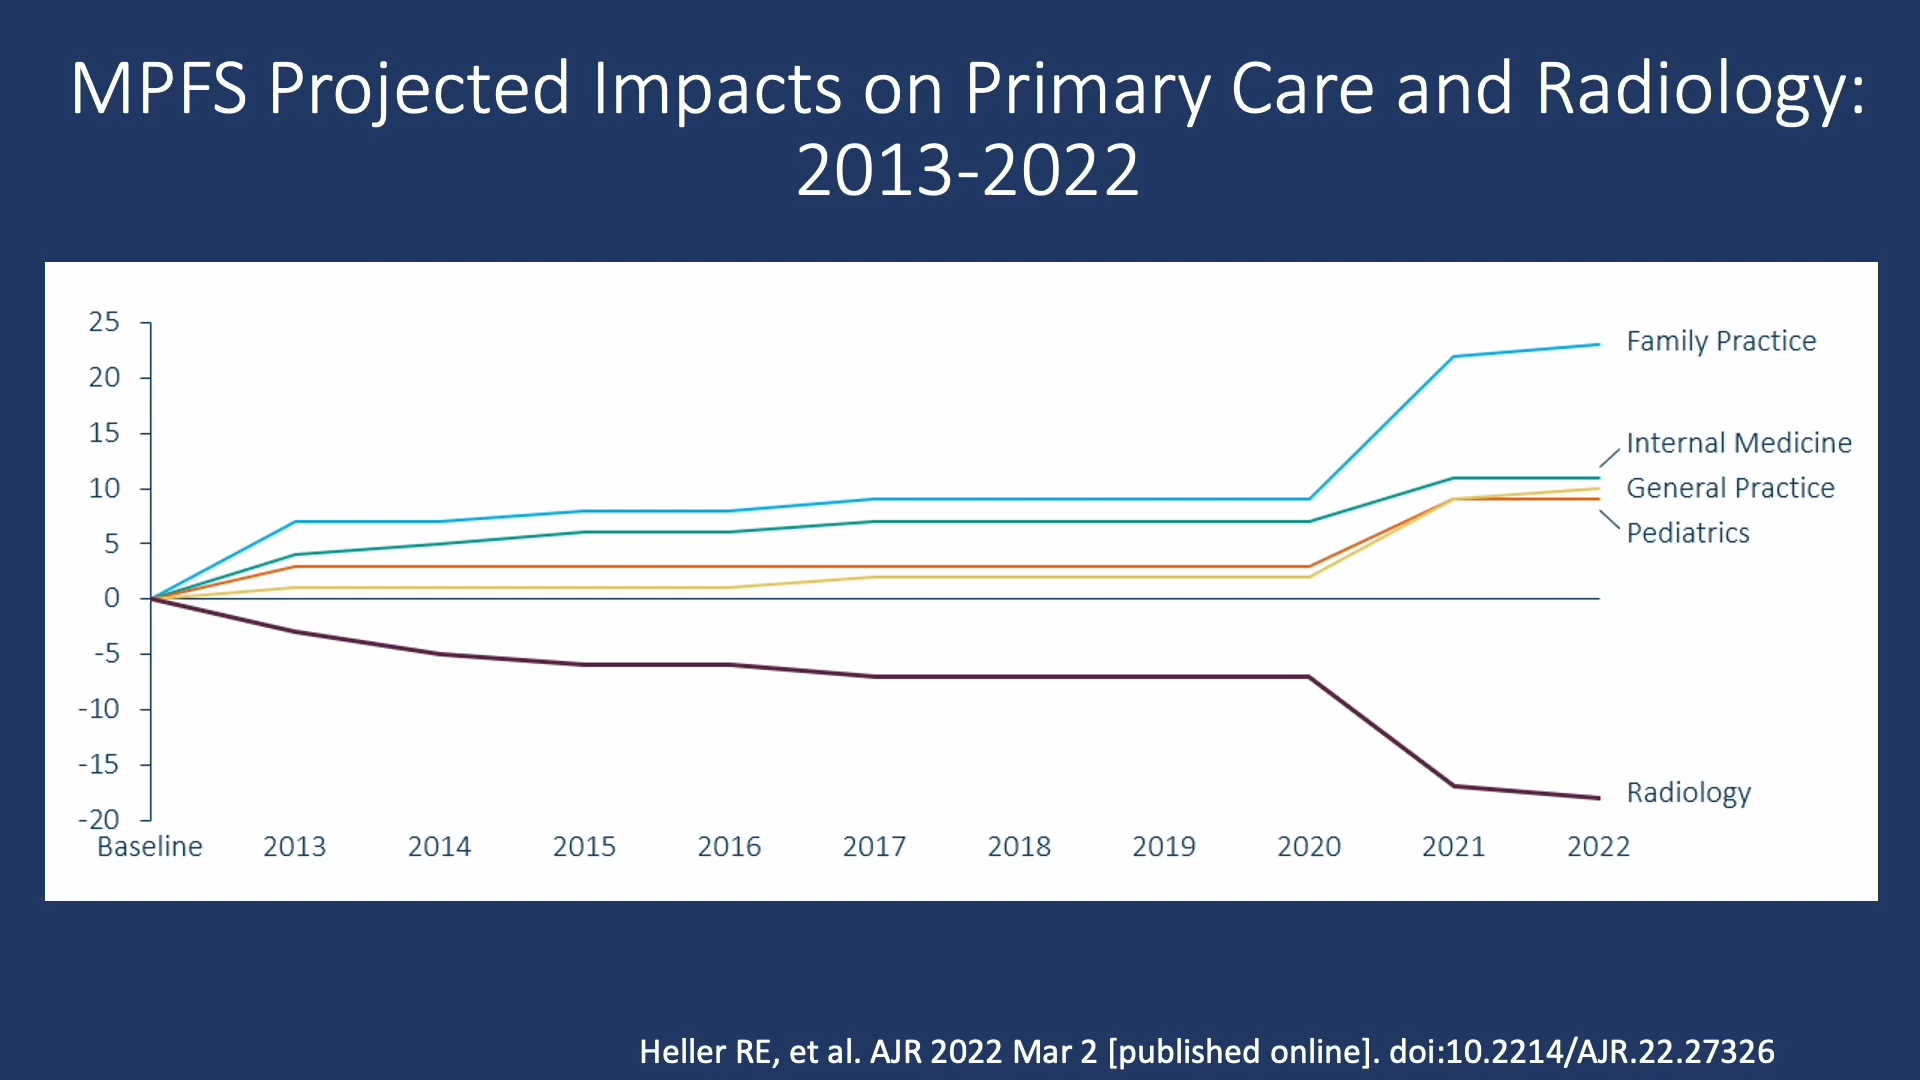 MPFS Projected Impacts on Primary Care and Radiology:
2013-2022
25
20
15
10
5
0
-5
-10
-15
-20
Family Practice
Internal Medicine
General Practice
Pediatrics
Radiology
Baseline 2013 2014 2015 2016 2017 2018 2019 2020 2021 2022
Heller RE, et al. AJR 2022 Mar 2 [published online]. doi:10.2214/AJR.22.27326